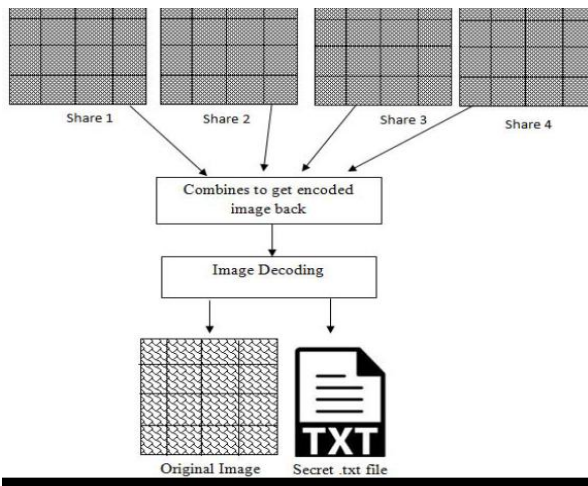 Share 1
Share 2
Share 3
Share 4
Combines to get encoded
image back
Image Decoding
TXT
Original Image
Secret .txt file